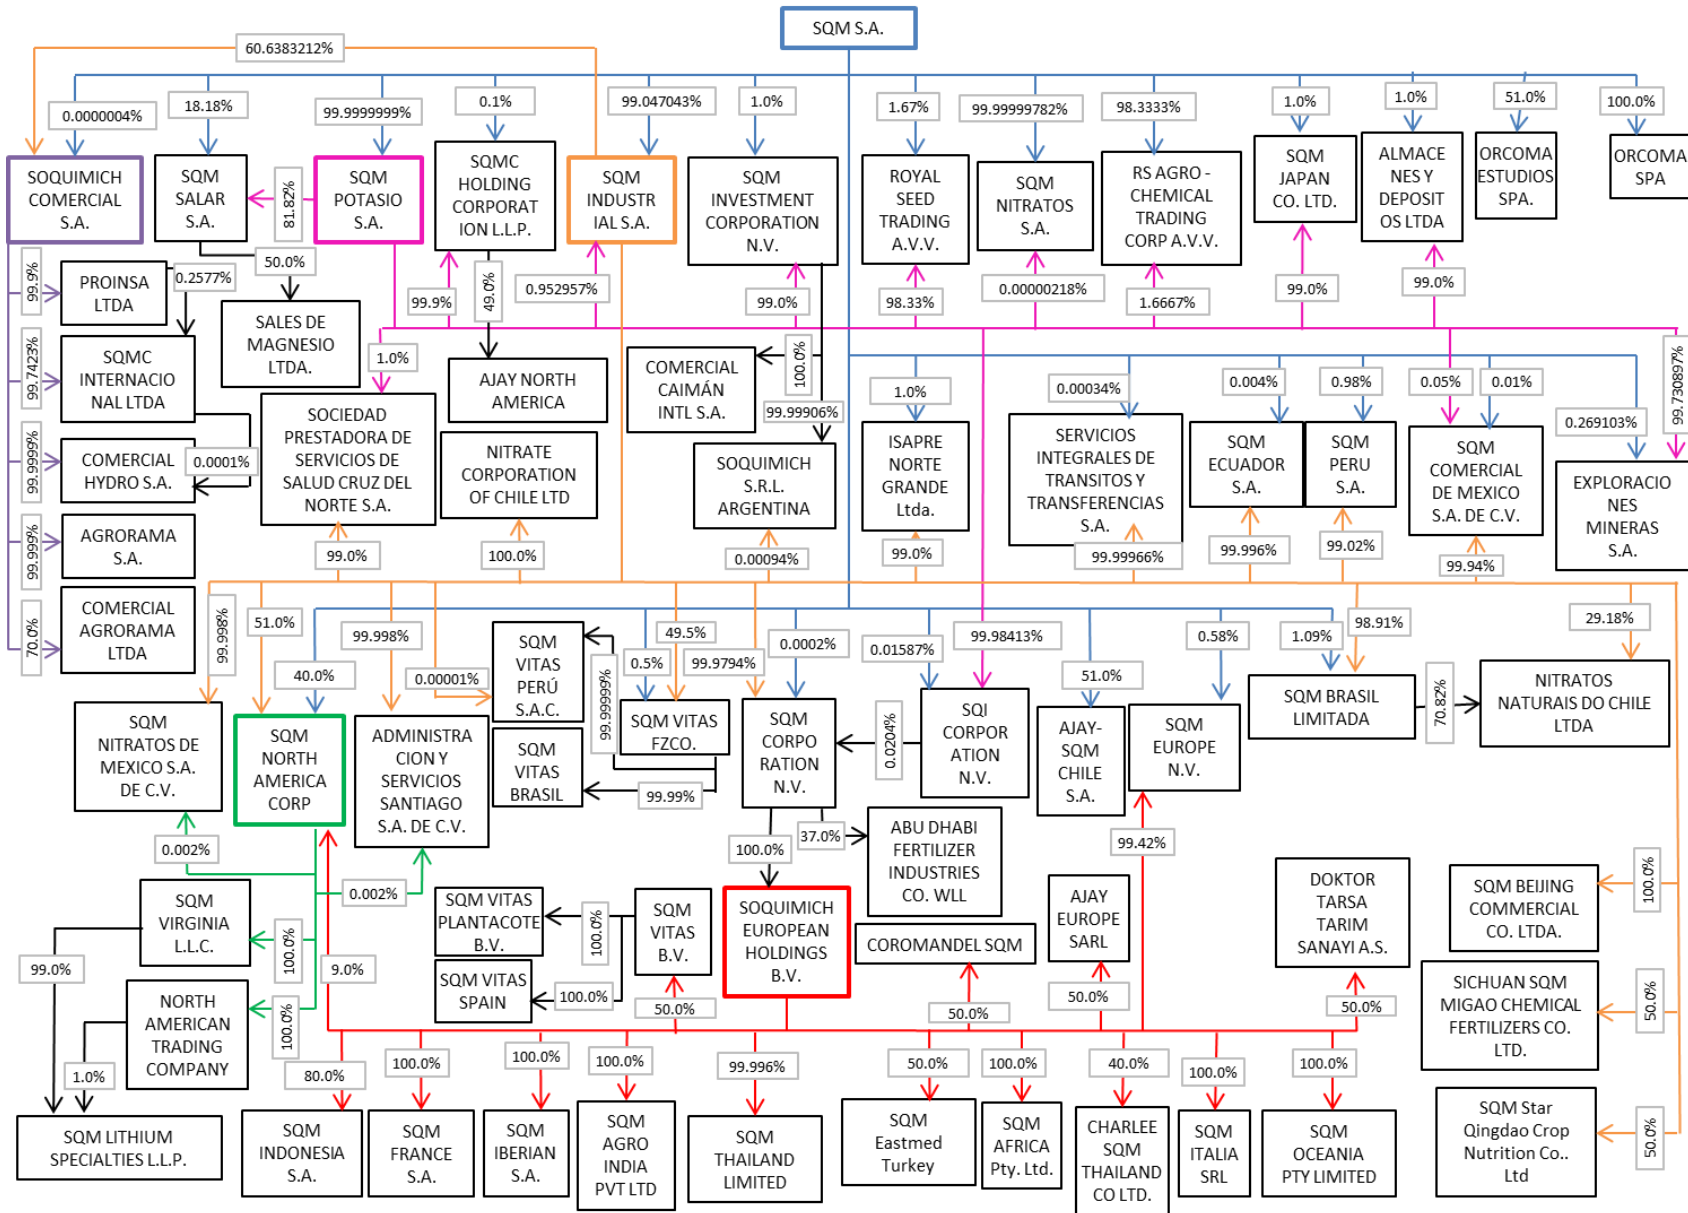 SQM S.A.
60.6383212%
0.0000004%
18.18%
99.9999999%
0.1%
99.047043%
1.0%
1.67%
99.99999782%
98.3333%
1.0%
1.0%
51.0%
100.0%
SOQUIMICH
COMERCIAL
S.A.
SQM
SALAR
S.A.
81.82%
SQM
POTASIO
S.A.
SQMC
HOLDING
CORPORAT
ION L.L.P.
SQM
INDUSTR
IAL S.A.
SQM
INVESTMENT
CORPORATION
N.V.
ROYAL
SEED
TRADING
A.V.V.
SQM
NITRATOS
S.A.
RS AGRO -
CHEMICAL
TRADING
CORP A.V.V.
SQM
JAPAN
CO. LTD.
ALMACE
NES Y
DEPOSIT
OS LTDA
ORCOMA
ESTUDIOS
SPA.
ORCOMA
SPA
99.9%
PROINSA
LTDA
0.2577%
50.0%
99.9%
49.0%
0.952957%
99.0%
98.33%
0.00000218%
1.6667%
99.0%
99.0%
SALES DE
MAGNESIO
LTDA.
99.7423%
SQMC
INTERNACIO
NAL LTDA
1.0%
AJAY NORTH
AMERICA
COMERCIAL
CAIMÁN
INTL S.A.
100.0%
99.99906%
1.0%
0.00034%
0.004%
0.98%
0.05%
0.01%
99.730897%
0.269103%
SOCIEDAD
PRESTADORA DE
SERVICIOS DE
SALUD CRUZ DEL
NORTE S.A.
NITRATE
CORPORATION
OF CHILE LTD
SOQUIMICH
S.R.L.
ARGENTINA
ISAPRE
NORTE
GRANDE
Ltda.
SERVICIOS
INTEGRALES DE
TRANSITOS Y
TRANSFERENCIAS
S.A.
SQM
ECUADOR
S.A.
SQM
PERU
S.A.
SQM
COMERCIAL
DE MEXICO
S.A. DE C.V.
EXPLORACIO
NES
MINERAS
S.A.
99.9999%
COMERCIAL
HYDRO S.A.
0.0001%
99.999%
AGRORAMA
S.A.
99.0%
100.0%
0.00094%
99.0%
99.99966%
99.996%
99.02%
99.94%
70.0%
COMERCIAL
AGRORAMA
LTDA
99.998%
51.0%
40.0%
99.998%
0.00001%
SQM
VITAS
PERÚ
S.A.C.
99.99999%
0.5%
49.5%
99.9794%
0.0002%
0.01587%
99.98413%
51.0%
0.58%
1.09%
98.91%
29.18%
SQM
NITRATOS DE
MEXICO S.A.
DE C.V.
SQM
NORTH
AMERICA
CORP
ADMINISTRA
CION Y
SERVICIOS
SANTIAGO
S.A. DE C.V.
SQM
VITAS
BRASIL
SQM VITAS
FZCO.
99.99%
SQM
CORPO
RATION
N.V.
0.0204%
SQI
CORPOR
ATION
N.V.
AJAY-
SQM
CHILE
S.A.
SQM
EUROPE
N.V.
SQM BRASIL
LIMITADA
70.82%
NITRATOS
NATURAIS DO CHILE
LTDA
0.002%
0.002%
100.0%
37.0%
ABU DHABI
FERTILIZER
INDUSTRIES
CO. WLL
99.42%
SQM
VIRGINIA
L.L.C.
100.0%
SQM VITAS
PLANTACOTE
B.V.
100.0%
SQM
VITAS
B.V.
SOQUIMICH
EUROPEAN
HOLDINGS
B.V.
COROMANDEL SQM
AJAY
EUROPE
SARL
DOKTOR
TARSA
TARIM
SANAYI A.S.
SQM BEIJING
COMMERCIAL
CO. LTDA.
100.0%
99.0%
9.0%
SQM VITAS
SPAIN
100.0%
50.0%
50.0%
50.0%
50.0%
SICHUAN SQM
MIGAO CHEMICAL
FERTILIZERS CO.
LTD.
50.0%
NORTH
AMERICAN
TRADING
COMPANY
100.0%
1.0%
80.0%
100.0%
100.0%
100.0%
99.996%
50.0%
100.0%
40.0%
100.0%
100.0%
SQM LITHIUM
SPECIALTIES L.L.P.
SQM
INDONESIA
S.A.
SQM
FRANCE
S.A.
SQM
IBERIAN
S.A.
SQM
AGRO
INDIA
PVT LTD
SQM
THAILAND
LIMITED
SQM
Eastmed
Turkey
SQM
AFRICA
Pty. Ltd.
CHARLEE
SQM
THAILAND
CO LTD.
SQM
ITALIA
SRL
SQM
OCEANIA
PTY LIMITED
SQM Star
Qingdao Crop
Nutrition Co..
Ltd
50.0%